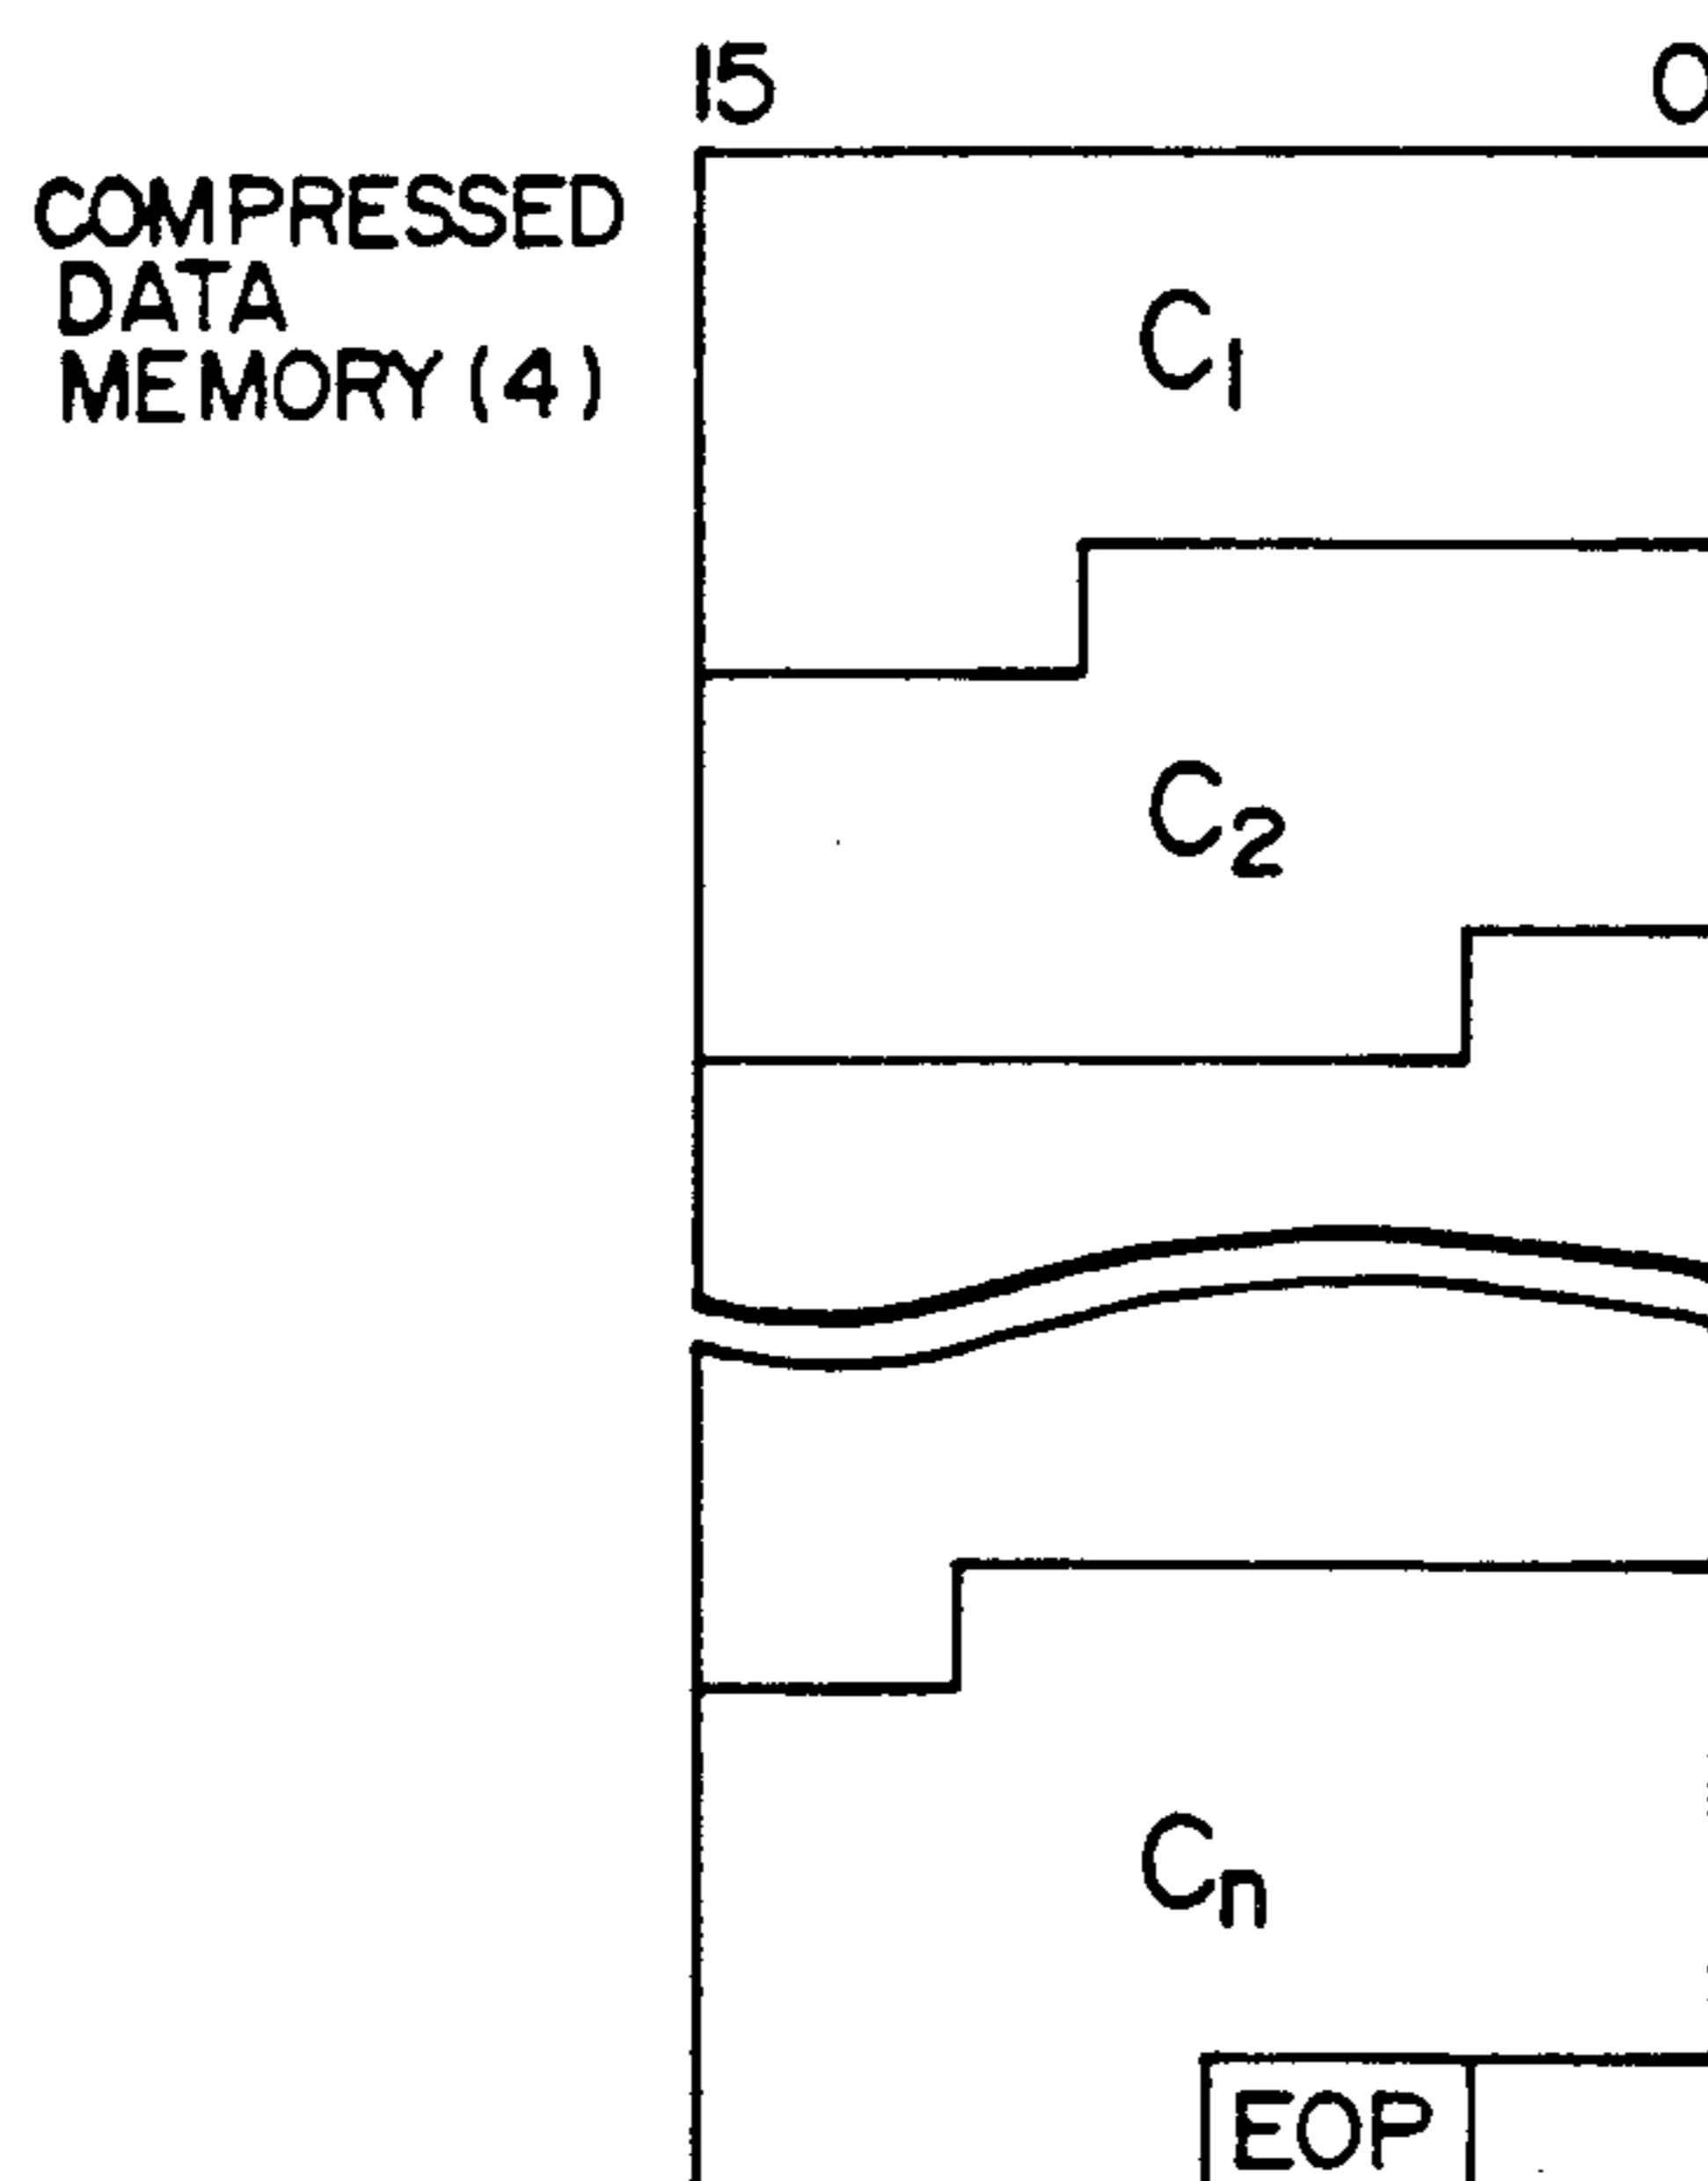 15 0
COMPRESSED
DATA
MEMORY (4)
C1
C2
Cn
EOP